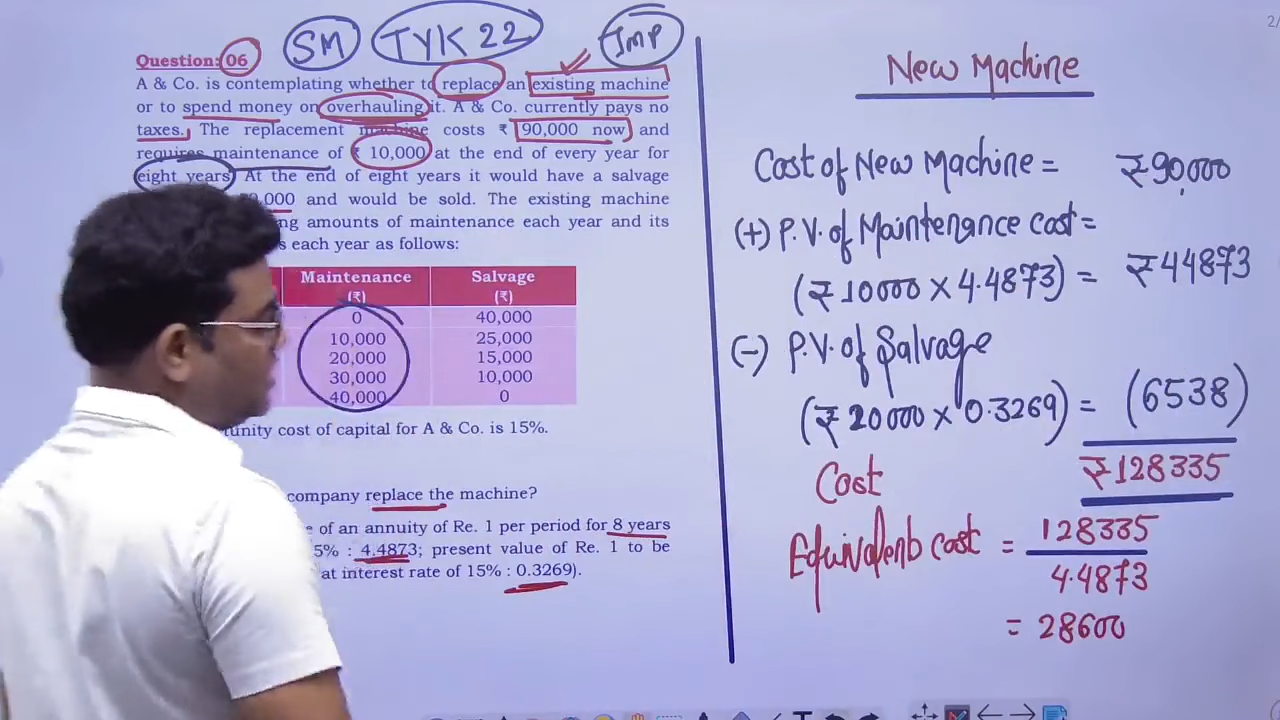 SM TYK 22 IMP
Question: 06
A & Co. is contemplating whether to replace an existing machine
or to spend money on overhauling it. A & Co. currently pays no
taxes. The replacement machine costs ₹ 90,000 now and
requires maintenance of ₹ 10,000 at the end of every year for
eight years. At the end of eight years it would have a salvage
000 and would be sold. The existing machine
amounts of maintenance each year and its
each year as follows:
Maintenance Salvage
(₹) (₹)
0 40,000
10,000 25,000
20,000 15,000
30,000 10,000
40,000 0
cost of capital for A & Co. is 15%.
company replace the machine?
of an annuity of Re. 1 per period for 8 years
5% : 4.4873; present value of Re. 1 to be
at interest rate of 15% : 0.3269).
New Machine
Cost of New Machine = ₹90,000
(+) P.V. of Maintenance cost =
(₹10000 × 4.4873) = ₹44873
(-) P.V. of Salvage
(₹20000 × 0.3269) = (6538)
Cost ₹128335
Equivalent cost = 128335
4.4873
= 28600